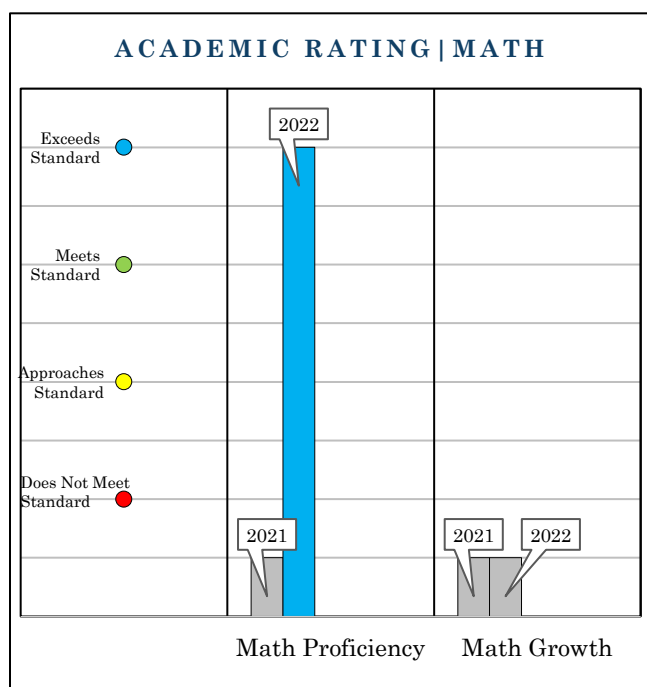 ACADEMIC RATING|MATH
2022
Exceeds
Standard
Meets
Standard
Approaches
Standard
Does Not Meet
Standard
2021
2021
2022
Math Proficiency
Math Growth